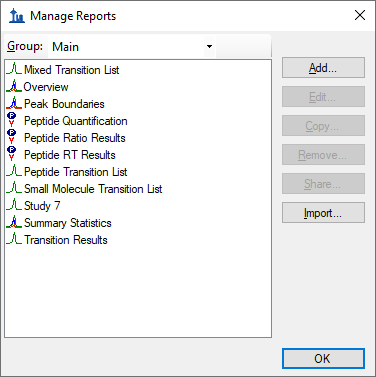 Manage Reports
Group: Main
Mixed Transition List
Overview
Peak Boundaries
P
Peptide Quantification
P
Peptide Ratio Results
P
Peptide RT Results
Peptide Transition List
Small Molecule Transition List
Study 7
Summary Statistics
Transition Results
Add...
Edit...
Copy...
Remove...
Share...
Import...
OK